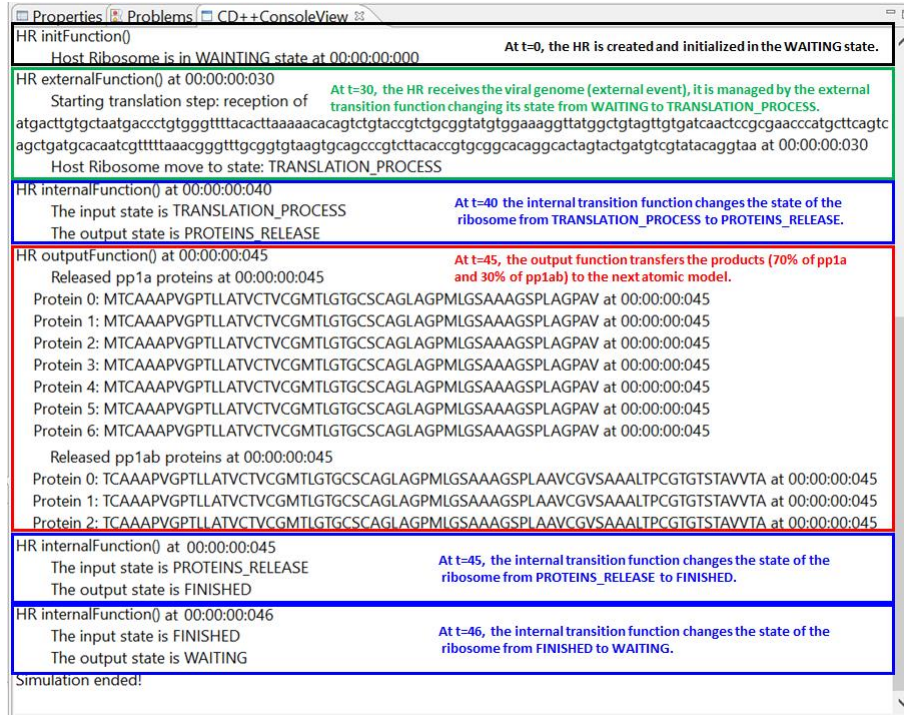 Properties Problems CD++ConsoleView
HR initFunction()
Host Ribosome is in WAINTING state at 00:00:00:000
At t=0, the HR is created and initialized in the WAITING state.
HR externalFunction() at 00:00:00:030
Starting translation step: reception of
At t=30, the HR receives the viral genome (external event), it is managed by the external
transition function changing its state from WAITING to TRANSLATION_PROCESS.
atgacttgtgctaatgaccctgtgggttttacacttaaaaacacagtctgtaccgtctgcggtatgtggaaaggttatggctgtagttgtgatcaactccgcgaacccatgcttcagtc
agctgatgcacaatcgtttttaaacgggtttgcggtgtaagtgcagcccgtcttacaccgtgcggcacaggcactagtactgatgtcgtatacaggtaa at 00:00:00:030
Host Ribosome move to state: TRANSLATION_PROCESS
HR internalFunction() at 00:00:00:040
The input state is TRANSLATION_PROCESS
The output state is PROTEINS_RELEASE
At t=40 the internal transition function changes the state of the
ribosome from TRANSLATION_PROCESS to PROTEINS_RELEASE.
HR outputFunction() at 00:00:00:045
Released pp1a proteins at 00:00:00:045
At t=45, the output function transfers the products (70% of pp1a
and 30% of pp1ab) to the next atomic model.
Protein 0: MTCAAAPVGPTLLATVCTVCGMTLGTGCSCAGLAGPMLGSAAAGSPLAGPAV at 00:00:00:045
Protein 1: MTCAAAPVGPTLLATVCTVCGMTLGTGCSCAGLAGPMLGSAAAGSPLAGPAV at 00:00:00:045
Protein 2: MTCAAAPVGPTLLATVCTVCGMTLGTGCSCAGLAGPMLGSAAAGSPLAGPAV at 00:00:00:045
Protein 3: MTCAAAPVGPTLLATVCTVCGMTLGTGCSCAGLAGPMLGSAAAGSPLAGPAV at 00:00:00:045
Protein 4: MTCAAAPVGPTLLATVCTVCGMTLGTGCSCAGLAGPMLGSAAAGSPLAGPAV at 00:00:00:045
Protein 5: MTCAAAPVGPTLLATVCTVCGMTLGTGCSCAGLAGPMLGSAAAGSPLAGPAV at 00:00:00:045
Protein 6: MTCAAAPVGPTLLATVCTVCGMTLGTGCSCAGLAGPMLGSAAAGSPLAGPAV at 00:00:00:045
Released pp1ab proteins at 00:00:00:045
Protein 0: TCAAAPVGPTLLATVCTVCGMTLGTGCSCAGLAGPMLGSAAAGSPLAAVCGVSAAALTPCGTGTSTAVVTA at 00:00:00:045
Protein 1: TCAAAPVGPTLLATVCTVCGMTLGTGCSCAGLAGPMLGSAAAGSPLAAVCGVSAAALTPCGTGTSTAVVTA at 00:00:00:045
Protein 2: TCAAAPVGPTLLATVCTVCGMTLGTGCSCAGLAGPMLGSAAAGSPLAAVCGVSAAALTPCGTGTSTAVVTA at 00:00:00:045
HR internalFunction() at 00:00:00:045
The input state is PROTEINS_RELEASE
The output state is FINISHED
At t=45, the internal transition function changes the state of the
ribosome from PROTEINS_RELEASE to FINISHED.
HR internalFunction() at 00:00:00:046
The input state is FINISHED
The output state is WAITING
At t=46, the internal transition function changes the state of the
ribosome from FINISHED to WAITING.
Simulation ended!